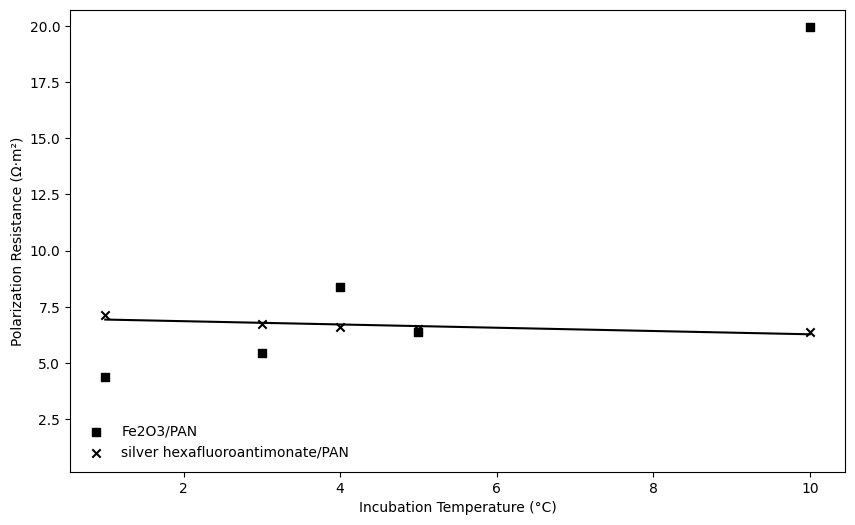 20.0
17.5
15.0
12.5
10.0
7.5
5.0
2.5
Polarization Resistance (Ω·m²)
Fe2O3/PAN
silver hexafluoroantimonate/PAN
2 4 6 8 10
Incubation Temperature (°C)